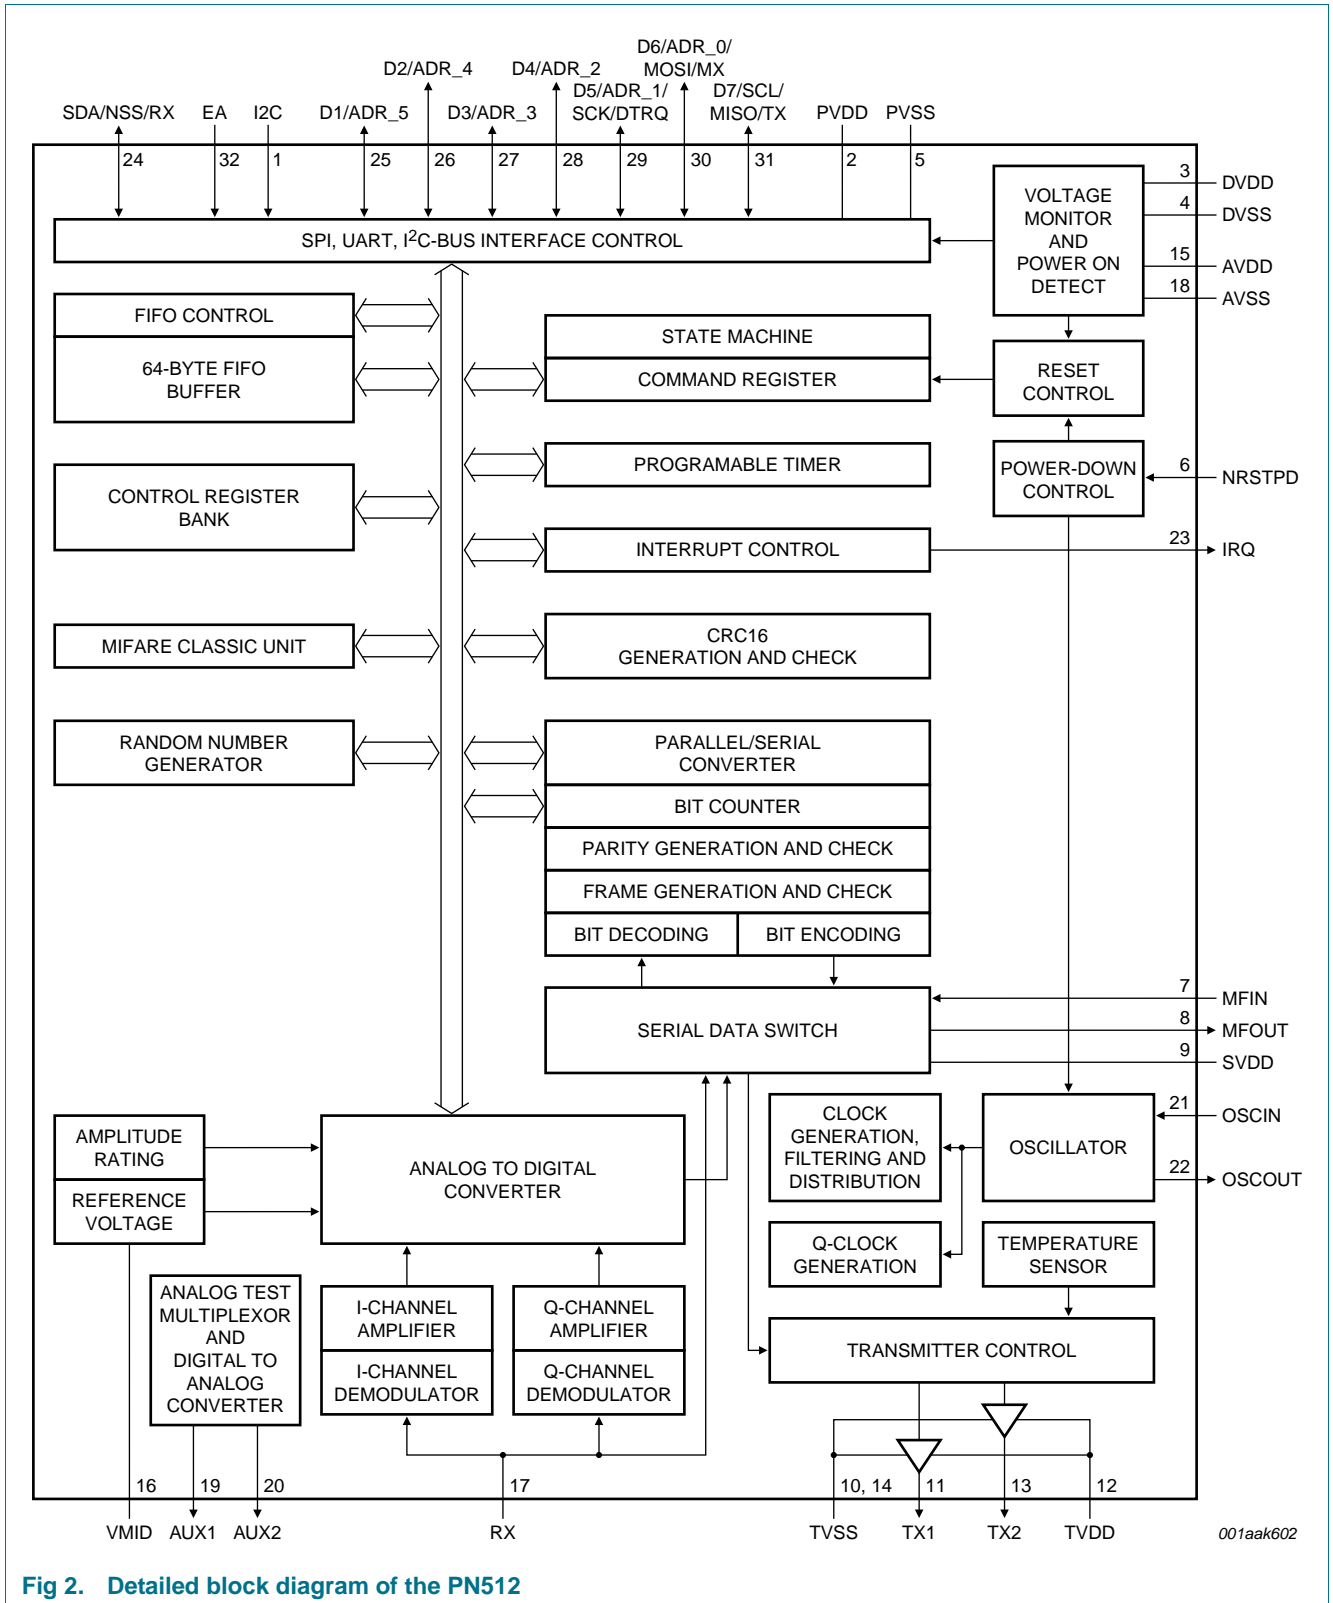 D6/ADR_0/
MOSI/MX
D2/ADR_4
D4/ADR_2
D5/ADR_1/
SCK/DTRQ
D7/SCL/
MISO/TX
SDA/NSS/RX
EA
I2C
D1/ADR_5
D3/ADR_3
PVDD
PVSS
24
32
1
25
26
27
28
29
30
31
2
5
SPI, UART, I²C-BUS INTERFACE CONTROL
VOLTAGE
MONITOR
AND
POWER ON
DETECT
3
DVDD
4
DVSS
15
AVDD
18
AVSS
FIFO CONTROL
64-BYTE FIFO
BUFFER
STATE MACHINE
COMMAND REGISTER
RESET
CONTROL
CONTROL REGISTER
BANK
PROGRAMABLE TIMER
POWER-DOWN
CONTROL
6
NRSTPD
INTERRUPT CONTROL
23
IRQ
MIFARE CLASSIC UNIT
CRC16
GENERATION AND CHECK
RANDOM NUMBER
GENERATOR
PARALLEL/SERIAL
CONVERTER
BIT COUNTER
PARITY GENERATION AND CHECK
FRAME GENERATION AND CHECK
BIT DECODING
BIT ENCODING
SERIAL DATA SWITCH
7
MFIN
8
MFOUT
9
SVDD
AMPLITUDE
RATING
REFERENCE
VOLTAGE
ANALOG TO DIGITAL
CONVERTER
CLOCK
GENERATION,
FILTERING AND
DISTRIBUTION
OSCILLATOR
21
OSCIN
22
OSCOUT
Q-CLOCK
GENERATION
TEMPERATURE
SENSOR
ANALOG TEST
MULTIPLEXOR
AND
DIGITAL TO
ANALOG
CONVERTER
I-CHANNEL
AMPLIFIER
I-CHANNEL
DEMODULATOR
Q-CHANNEL
AMPLIFIER
Q-CHANNEL
DEMODULATOR
TRANSMITTER CONTROL
16
19
20
17
10, 14
11
13
12
VMID
AUX1
AUX2
RX
TVSS
TX1
TX2
TVDD
001aak602
Fig 2. Detailed block diagram of the PN512